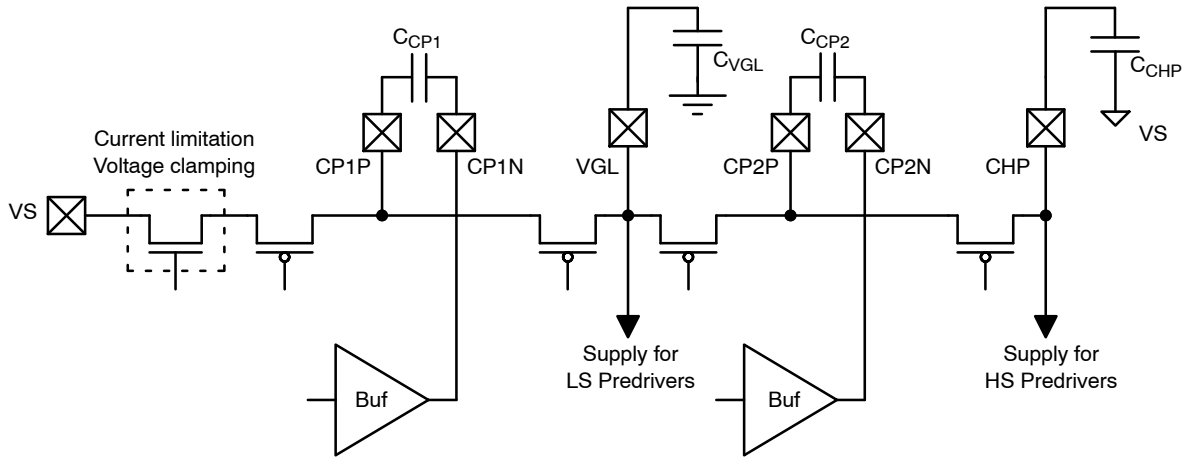 C_CP1
C_VGL
C_CP2
C_CHP
VS
Current limitation
Voltage clamping
CP1P
CP1N
VGL
CP2P
CP2N
CHP
VS
Supply for
LS Predrivers
Supply for
HS Predrivers
Buf
Buf